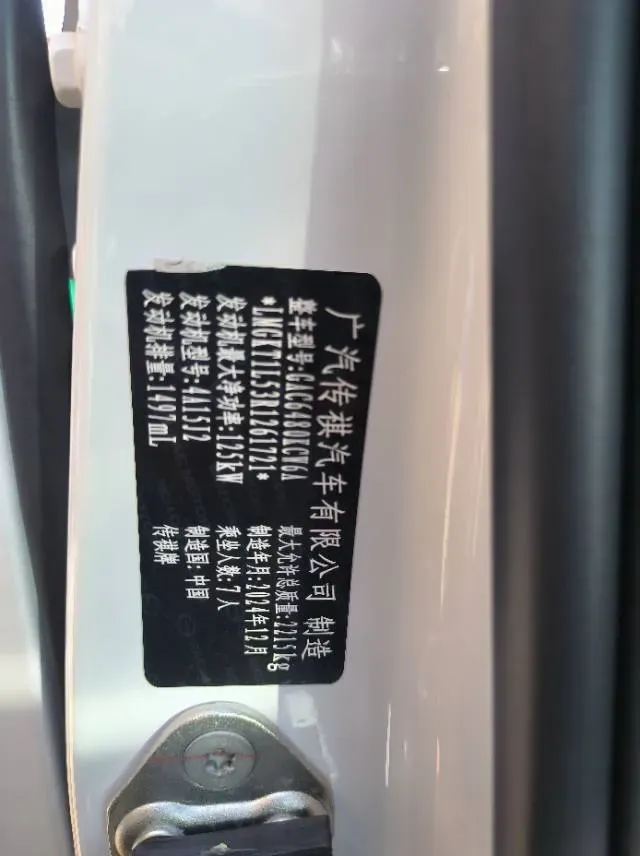 广汽传祺汽车有限公司 制造
整车型号:GAC6480KCW6A 最大允许总质量:2215kg
*LMGKT1L53R1261721* 制造年月:2024年12月
发动机最大净功率:125kW 乘坐人数:7人
发动机型号:4A15J2 制造国:中国
发动机排量:1497mL 传祺牌